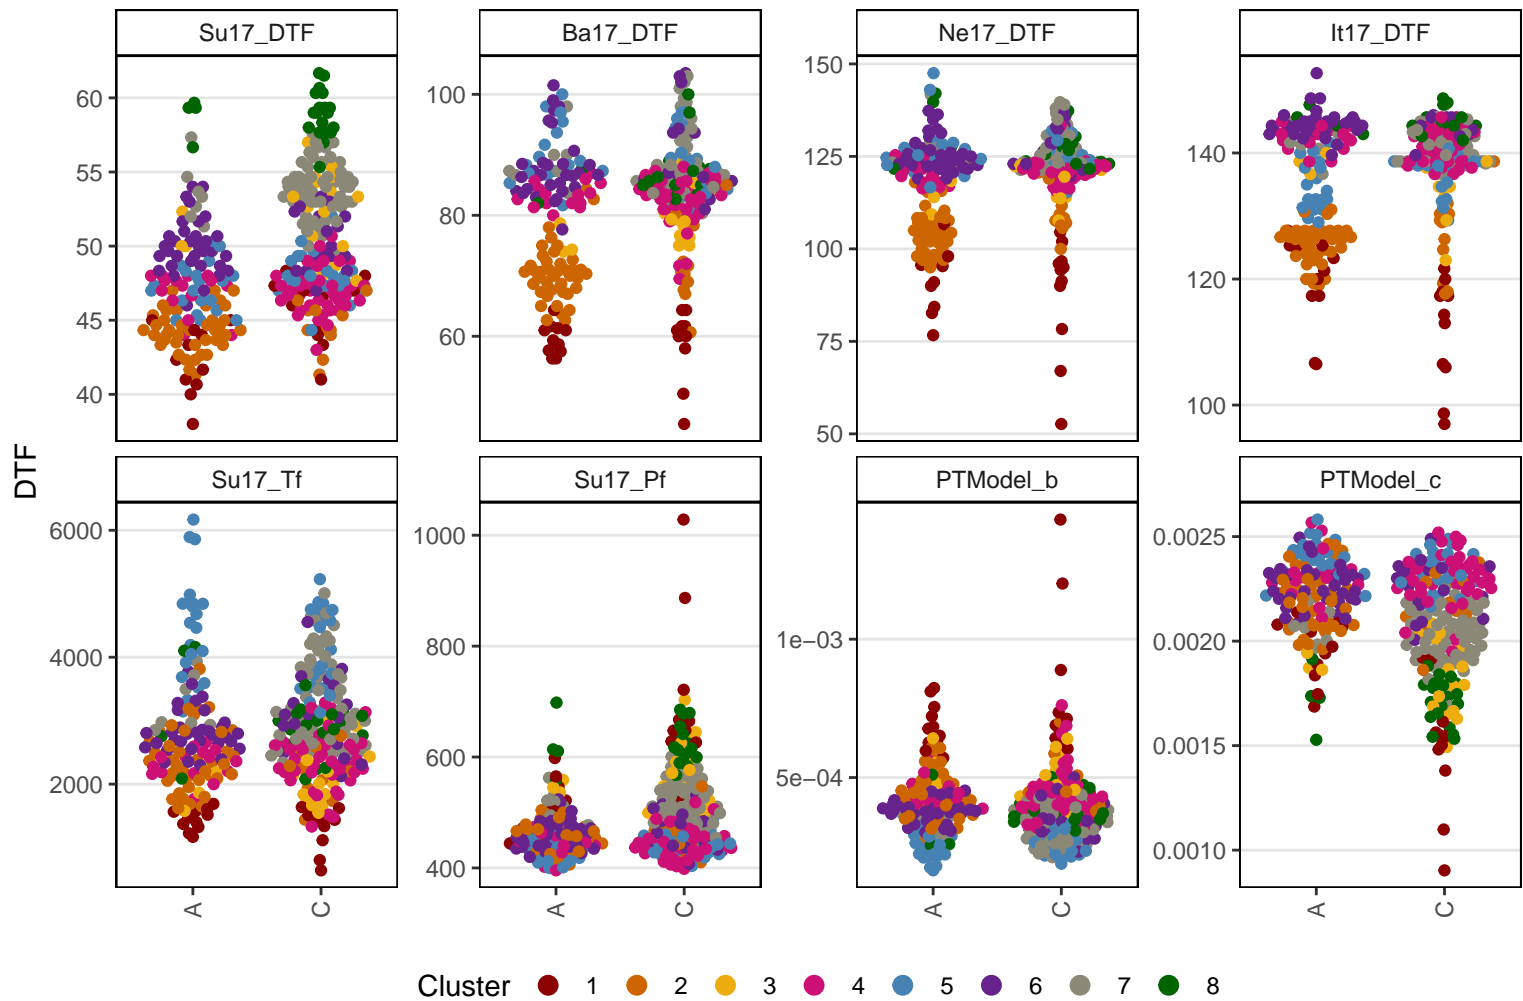 Su17_DTF Ba17_DTF Ne17_DTF It17_DTF
60 55 50 45 40
100 80 60
150 125 100 75 50
140 120 100
DTF
Su17_Tf Su17_Pf PTModel_b PTModel_c
6000 4000 2000
1000 800 600 400
1e−03 5e−04
0.0025 0.0020 0.0015 0.0010
A C A C A C A C
Cluster 1 2 3 4 5 6 7 8